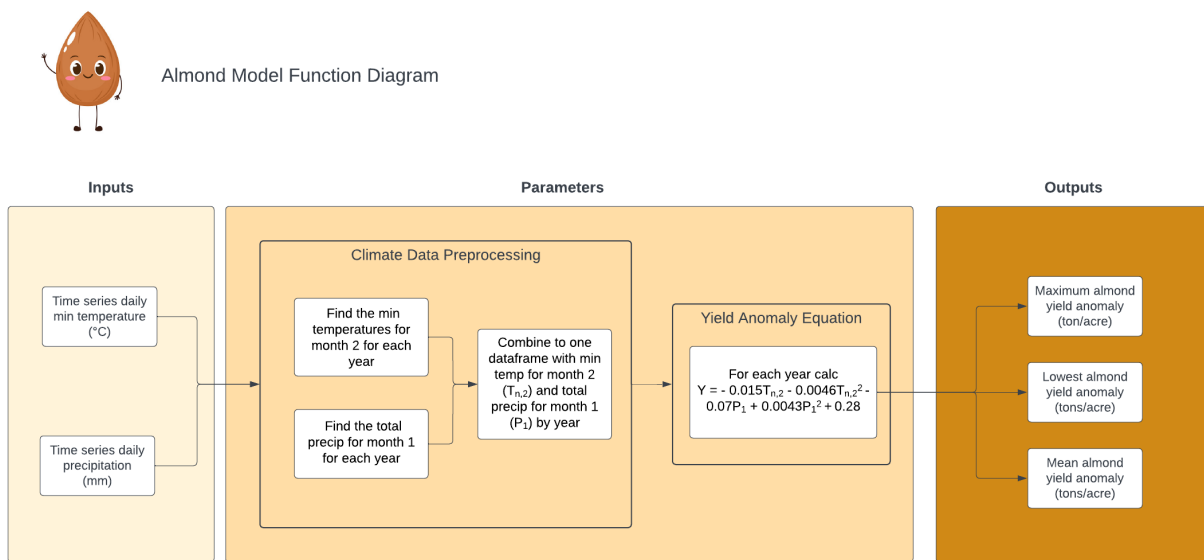 Almond Model Function Diagram
Inputs
Parameters
Outputs
Time series daily
min temperature
(°C)
Time series daily
precipitation
(mm)
Climate Data Preprocessing
Find the min
temperatures for
month 2 for each
year
Find the total
precip for month 1
for each year
Combine to one
dataframe with min
temp for month 2
(Tₙ,₂) and total
precip for month 1
(P₁) by year
Yield Anomaly Equation
For each year calc
Y = - 0.015Tₙ,₂ - 0.0046Tₙ,₂² -
0.07P₁ + 0.0043P₁² + 0.28
Maximum almond
yield anomaly
(ton/acre)
Lowest almond
yield anomaly
(tons/acre)
Mean almond
yield anomaly
(tons/acre)